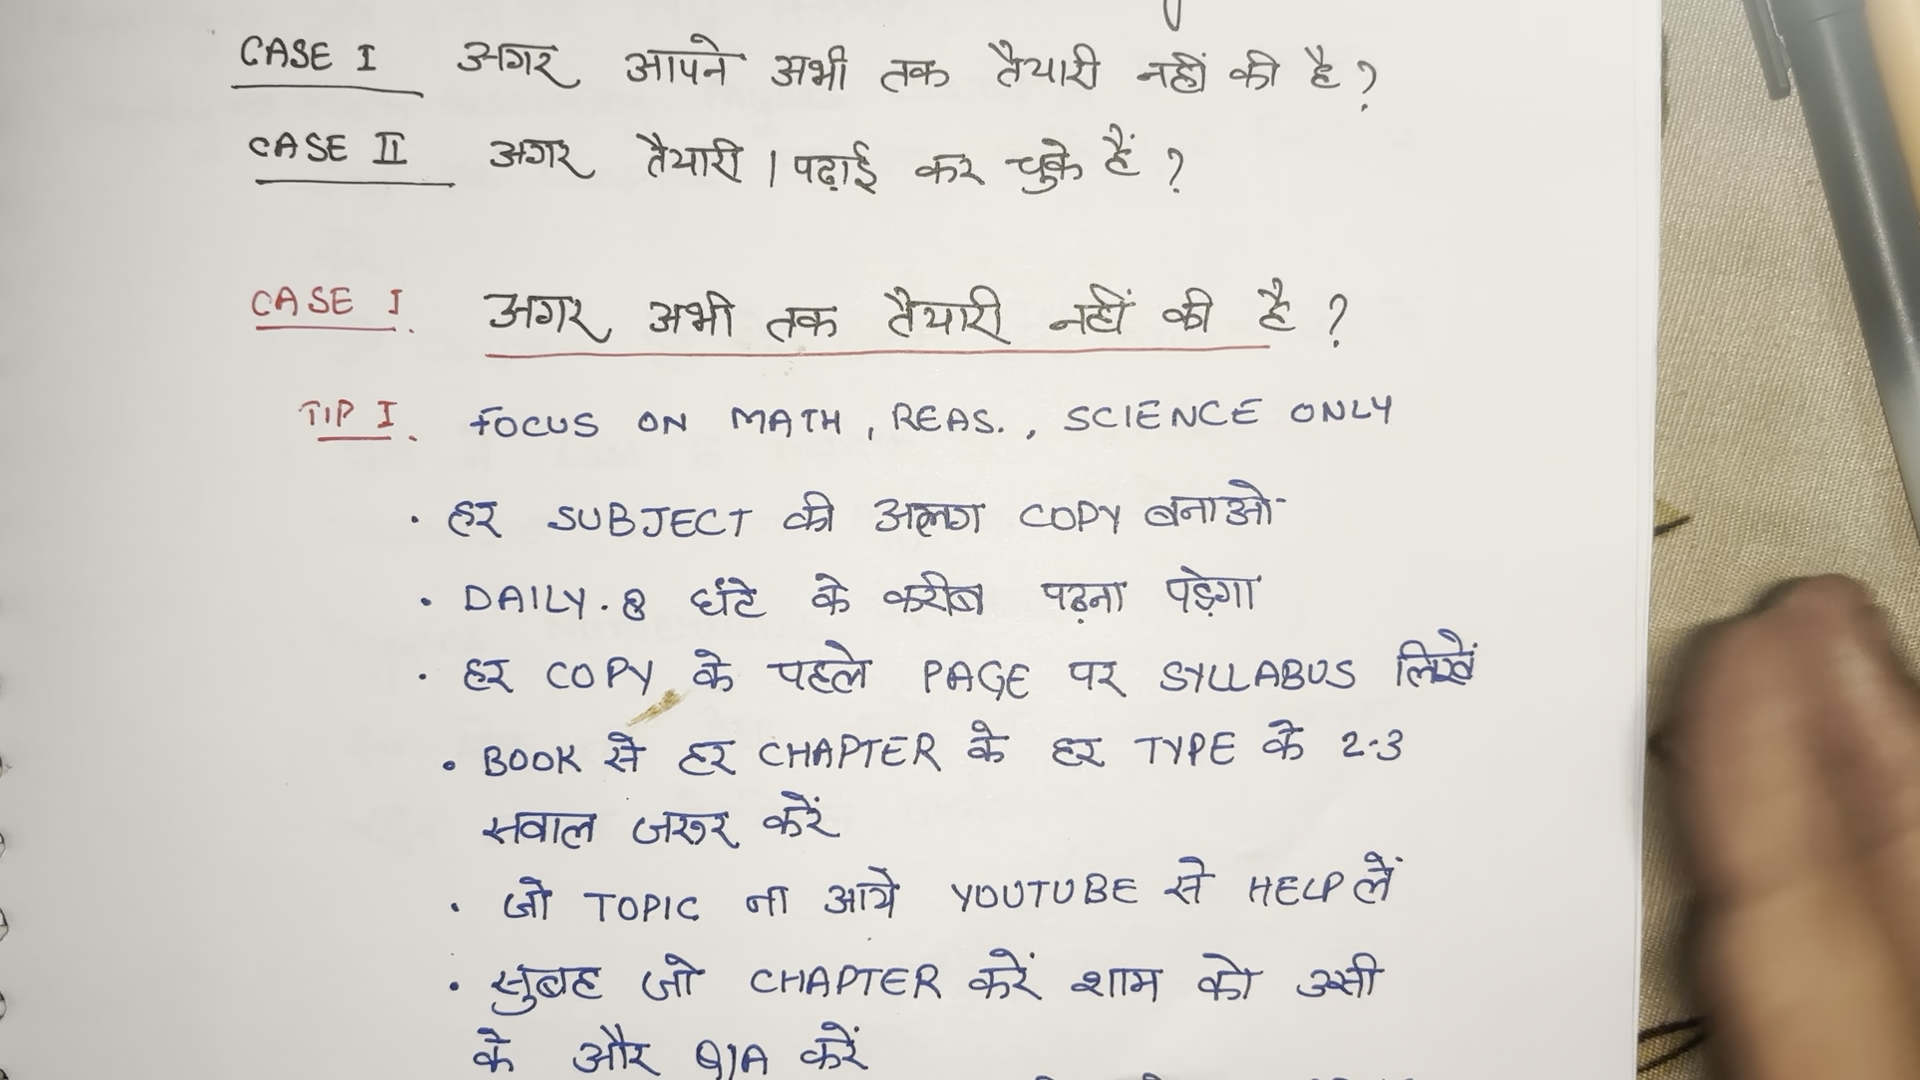 CASE I अगर आपने अभी तक तैयारी नहीं की है ?
CASE II अगर तैयारी / पढ़ाई कर चुके हैं ?
CASE I. अगर अभी तक तैयारी नहीं की है ?
TIP I. FOCUS ON MATH, REAS., SCIENCE ONLY
· हर SUBJECT की अलग COPY बनाओ
· DAILY. 8 घंटे के करीब पढ़ना पड़ेगा
· हर COPY के पहले PAGE पर SYLLABUS लिखें
· BOOK से हर CHAPTER के हर TYPE के 2-3
सवाल जरुर करें
· जो TOPIC ना आये YOUTUBE से HELP लें
· सुबह जो CHAPTER करें शाम को उसी
के और Q/A करें